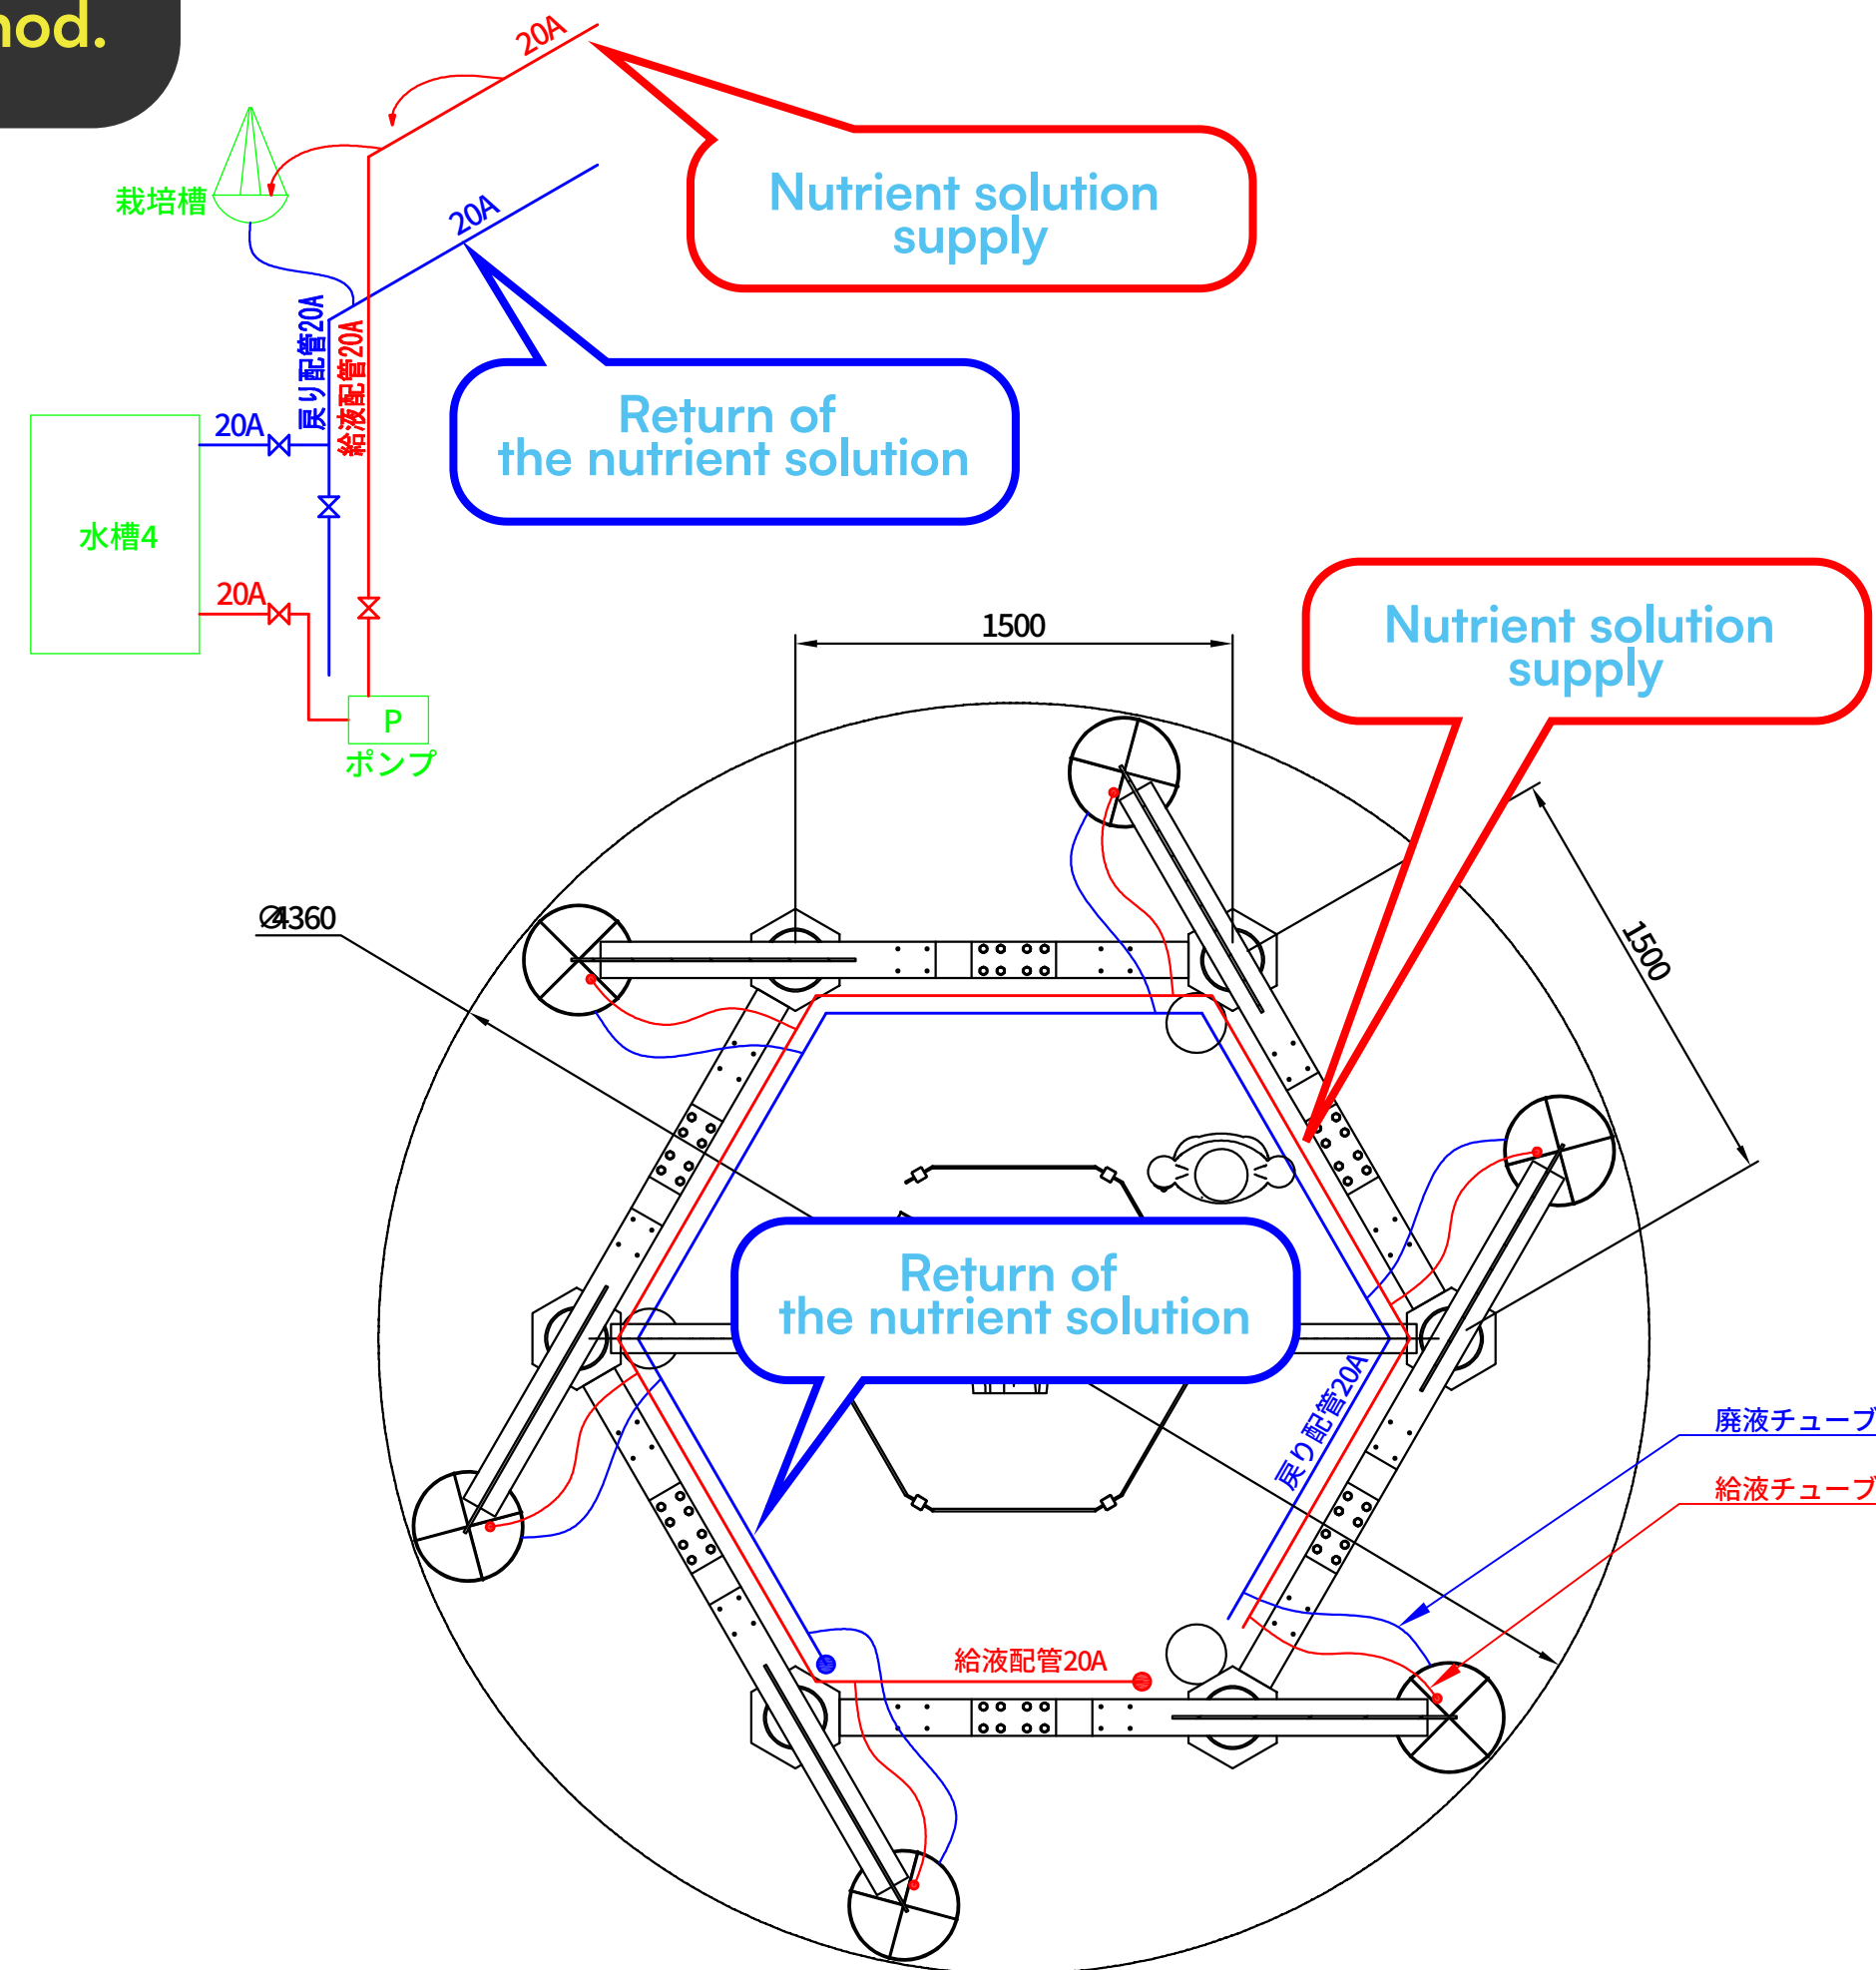 nod.
20A
Nutrient solution
supply
栽培槽
20A
Return of
the nutrient solution
戻り配管20A
給液配管20A
20A
水槽4
20A
P
ポンプ
Nutrient solution
supply
1500
1500
⌀4360
Return of
the nutrient solution
戻り配管20A
廃液チューブ
給液チューブ
給液配管20A